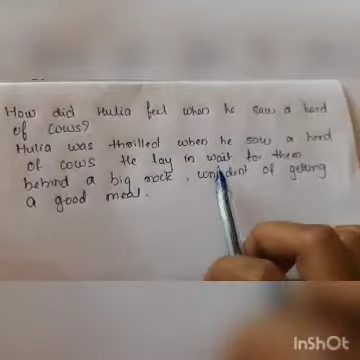 How did Hulia feel when he saw a herd
of cows?
Hulia was thrilled when he saw a herd
of cows He lay in wait for them
behind a big rock, confident of getting
a good meal.
InShOt